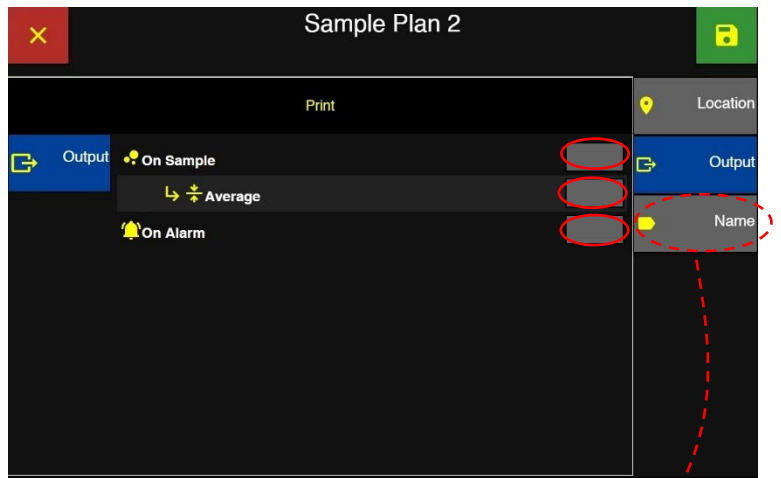 Sample Plan 2
Print
Location
Output
On Sample
Output
Average
Name
On Alarm